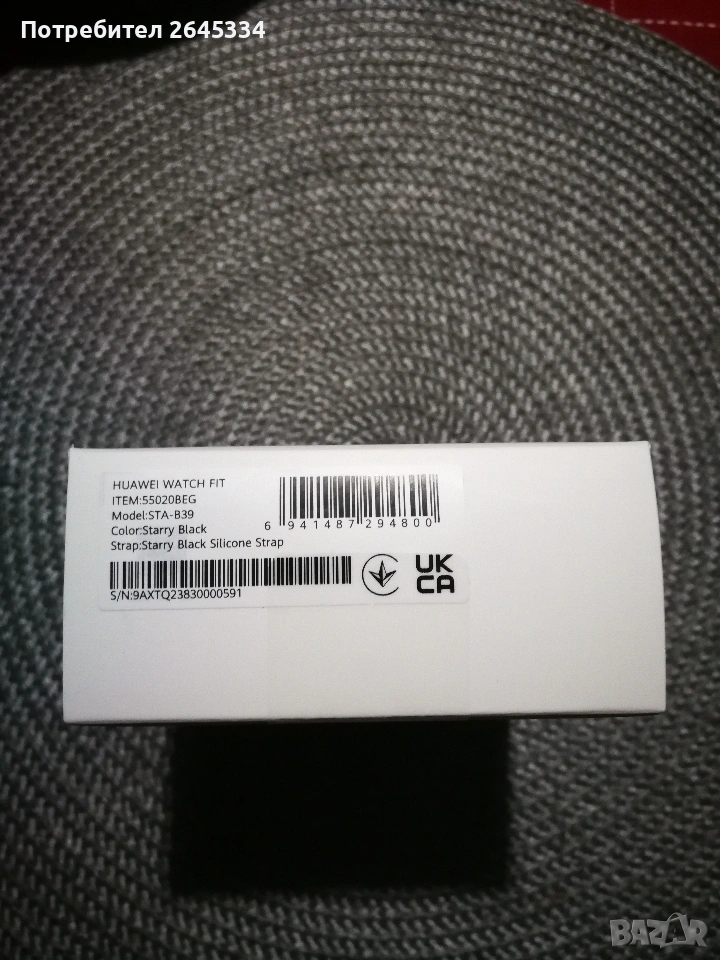 Потребител 2645334
HUAWEI WATCH FIT
ITEM:55020BEG
Model:STA-B39
Color:Starry Black
Strap:Starry Black Silicone Strap
6 941487 294800
S/N:9AXTQ23830000591
UK
CA
BAZAR